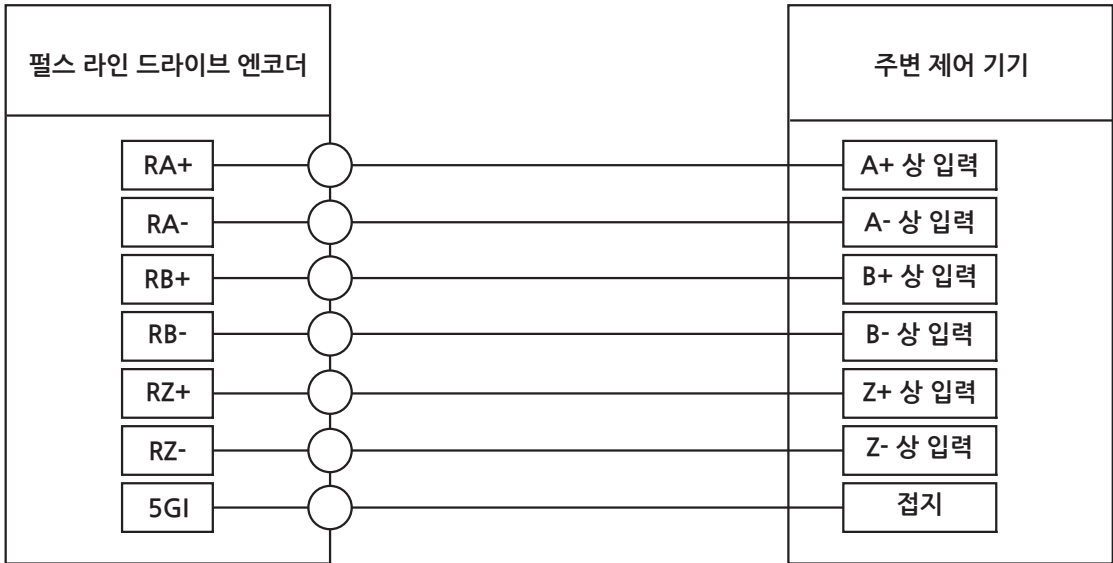 펄스 라인 드라이브 엔코더
주변 제어 기기
RA+
A+ 상 입력
RA-
A- 상 입력
RB+
B+ 상 입력
RB-
B- 상 입력
RZ+
Z+ 상 입력
RZ-
Z- 상 입력
5GI
접지